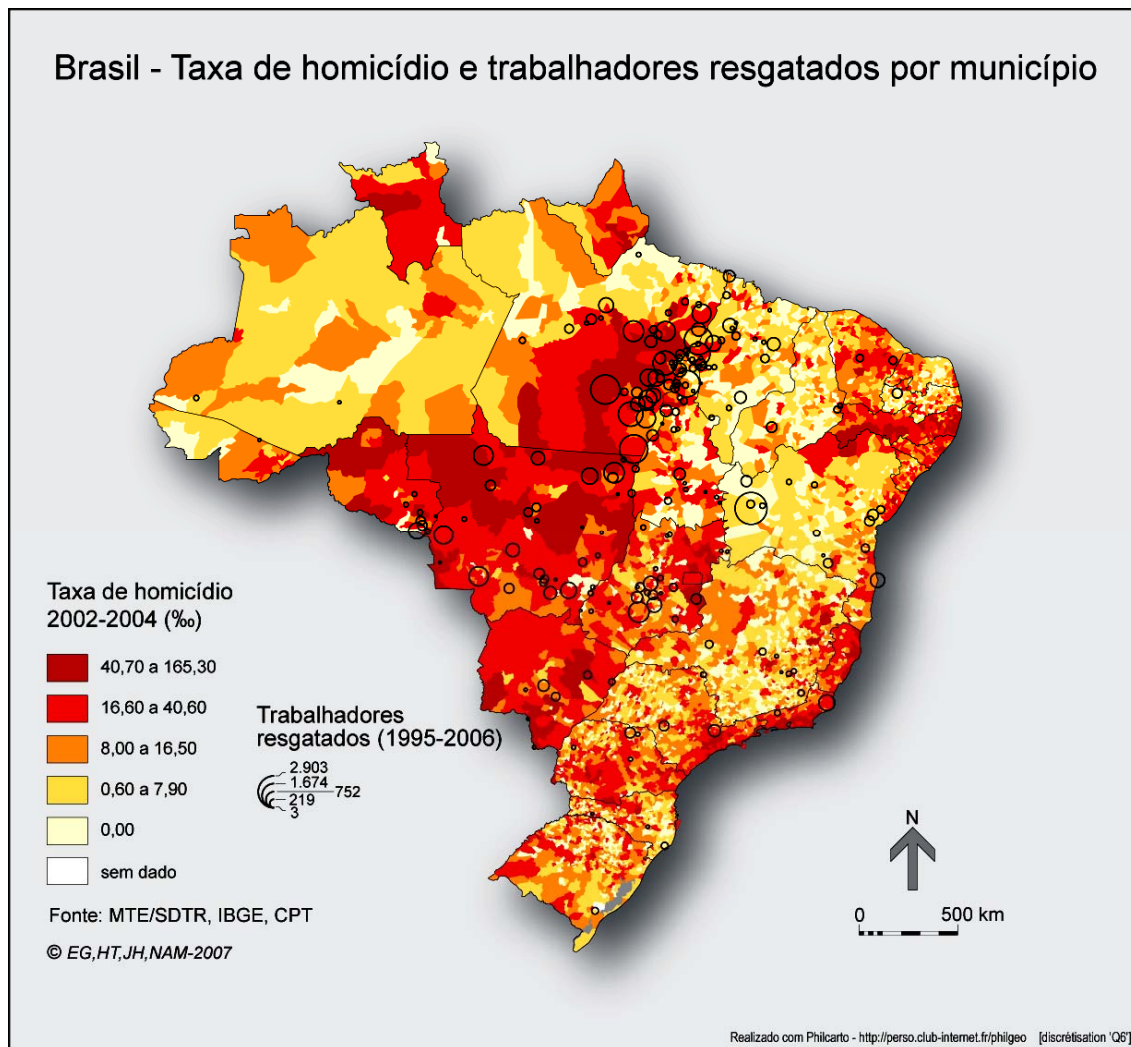 Brasil - Taxa de homicídio e trabalhadores resgatados por município
Taxa de homicídio
2002-2004 (‰)
40,70 a 165,30
16,60 a 40,60
8,00 a 16,50
0,60 a 7,90
0,00
sem dado
Trabalhadores
resgatados (1995-2006)
2.903
1.674
752
219
3
Fonte: MTE/SDTR, IBGE, CPT
© EG,HT,JH,NAM-2007
N
0 500 km
Realizado com Philcarto - http://perso.club-internet.fr/philgeo [discrétisation 'Q6']